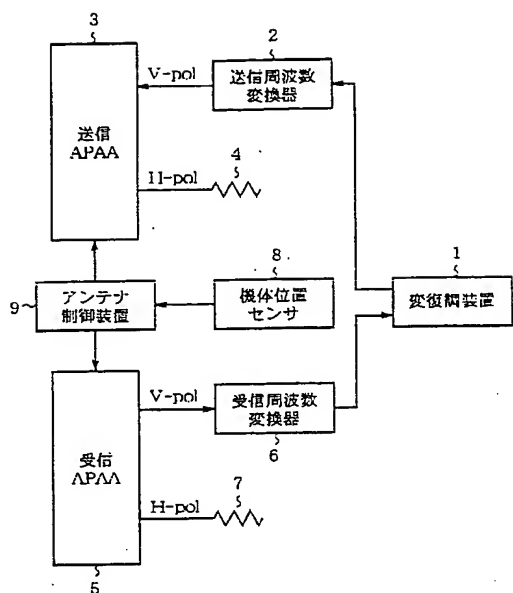 3
送信
APAA
V-pol
2
送信周波数
変換器
H-pol
4
9
アンテナ
制御装置
8
機体位置
センサ
1
変復調装置
受信
APAA
5
V-pol
受信周波数
変換器
6
H-pol
7